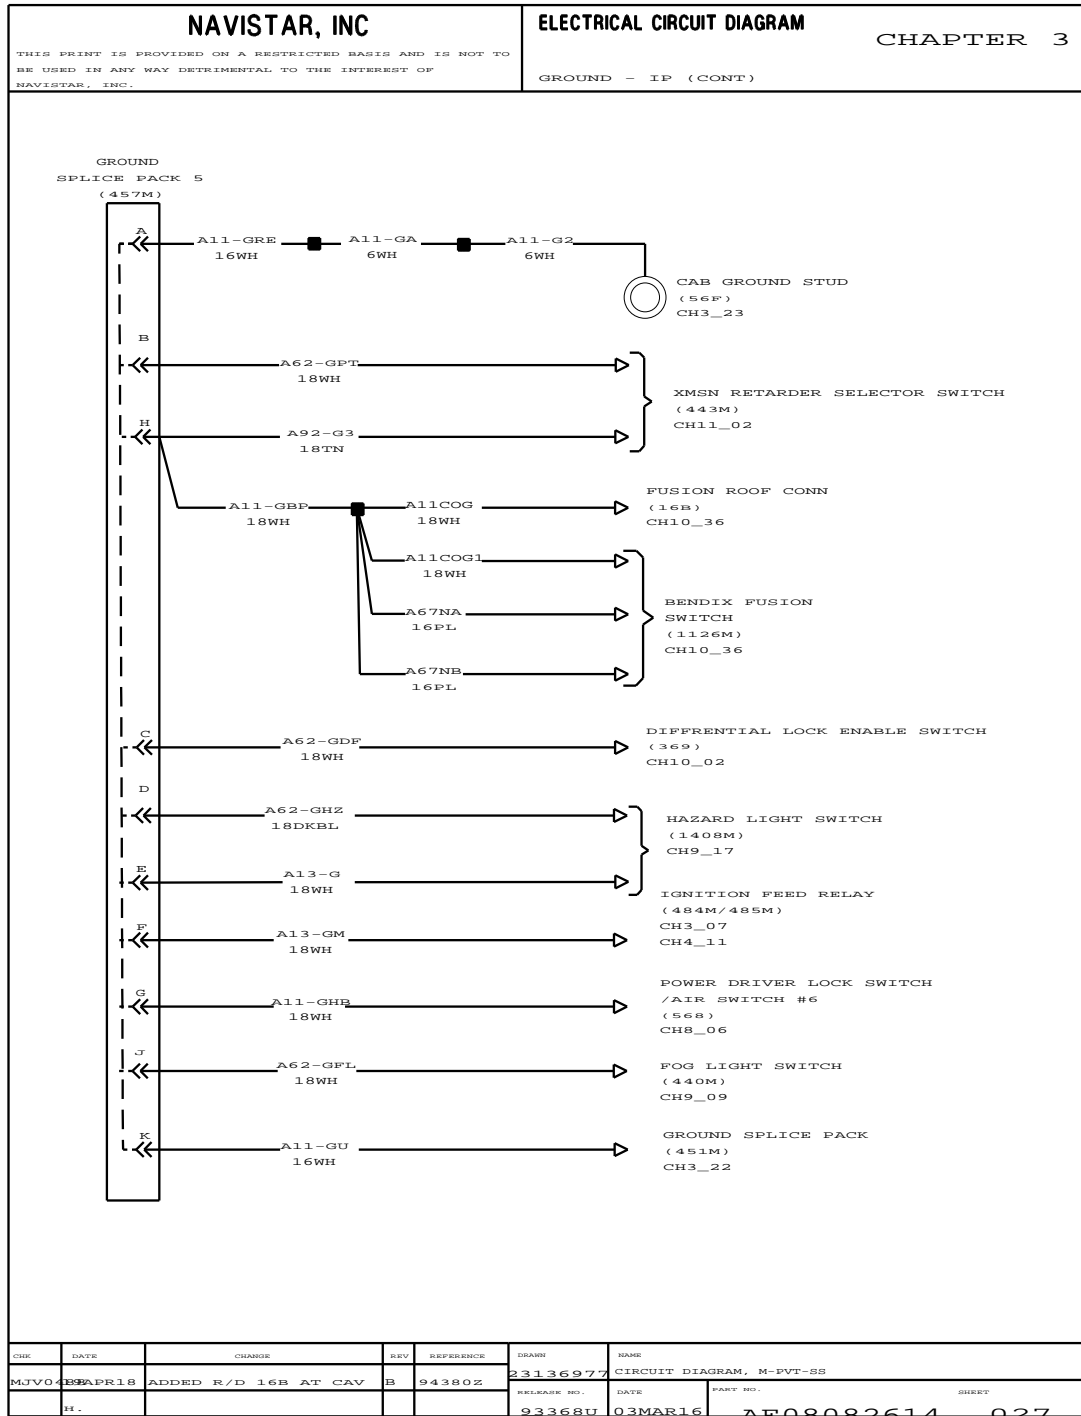 NAVISTAR, INC
THIS PRINT IS PROVIDED ON A RESTRICTED BASIS AND IS NOT TO
BE USED IN ANY WAY DETRIMENTAL TO THE INTEREST OF
NAVISTAR, INC.
ELECTRICAL CIRCUIT DIAGRAM
CHAPTER 3
GROUND - IP (CONT)
GROUND
SPLICE PACK 5
(457M)
A
A11-GRE
16WH
A11-GA
6WH
A11-G2
6WH
CAB GROUND STUD
(56F)
CH3_23
B
A62-GPT
18WH
H
A92-G3
18TN
XMSN RETARDER SELECTOR SWITCH
(443M)
CH11_02
A11-GBP
18WH
A11COG
18WH
FUSION ROOF CONN
(16B)
CH10_36
A11COG1
18WH
A67NA
16PL
A67NB
16PL
BENDIX FUSION
SWITCH
(1126M)
CH10_36
C
A62-GDF
18WH
DIFFRENTIAL LOCK ENABLE SWITCH
(369)
CH10_02
D
A62-GHZ
18DKBL
HAZARD LIGHT SWITCH
(1408M)
CH9_17
E
A13-G
18WH
IGNITION FEED RELAY
(484M/485M)
CH3_07
CH4_11
F
A13-GM
18WH
G
A11-GHB
18WH
POWER DRIVER LOCK SWITCH
/AIR SWITCH #6
(568)
CH8_06
J
A62-GFL
18WH
FOG LIGHT SWITCH
(440M)
CH9_09
K
A11-GU
16WH
GROUND SPLICE PACK
(451M)
CH3_22
CHK DATE CHANGE REV REFERENCE DRAWN NAME
ADDED R/D 16B AT CAV B 94380Z 23136977 CIRCUIT DIAGRAM, M-PVT-SS
H.
RELEASE NO. DATE PART NO. SHEET
93368U 03MAR16 AF08082614 027